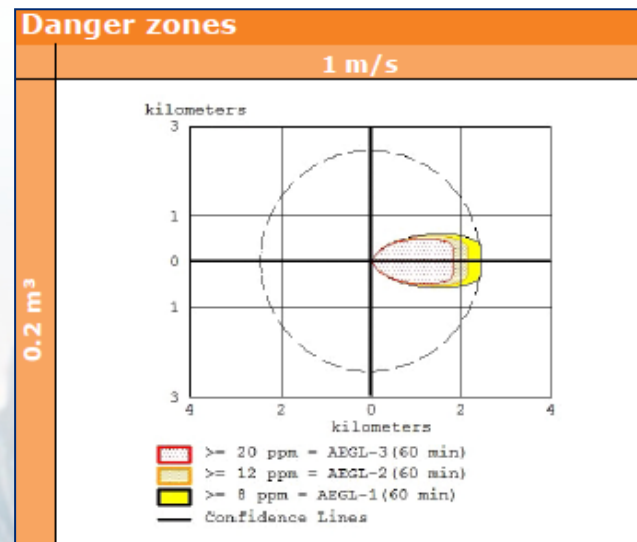 Danger zones
1 m/s
0.2 m³
kilometers
3
1
0
1
3
4 2 0 2 4
kilometers
>= 20 ppm = AEGL-3(60 min)
>= 12 ppm = AEGL-2(60 min)
>= 8 ppm = AEGL-1(60 min)
Confidence Lines